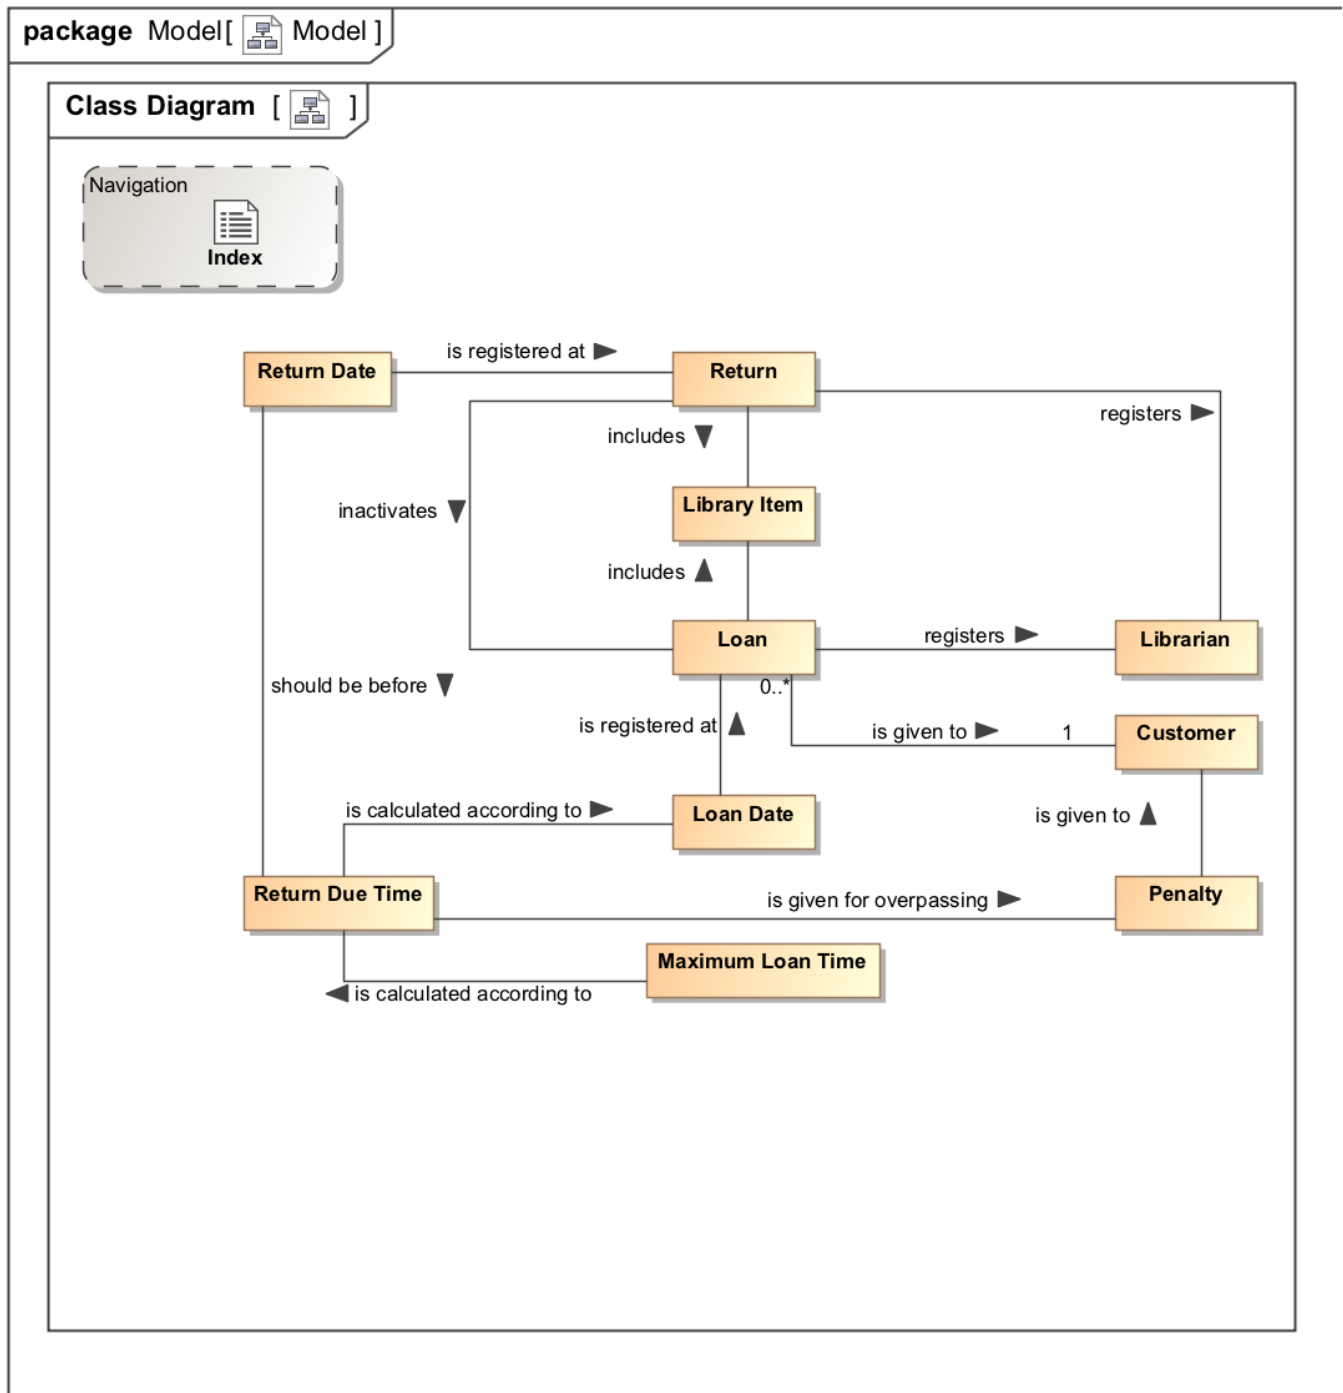 package Model[ Model ]
Class Diagram [ ]
Navigation
Index
is registered at
Return Date
Return
registers
includes
inactivates
Library Item
includes
Loan
registers
Librarian
should be before
0..*
is registered at
is given to
1
Customer
is calculated according to
Loan Date
is given to
Return Due Time
is given for overpassing
Penalty
Maximum Loan Time
is calculated according to